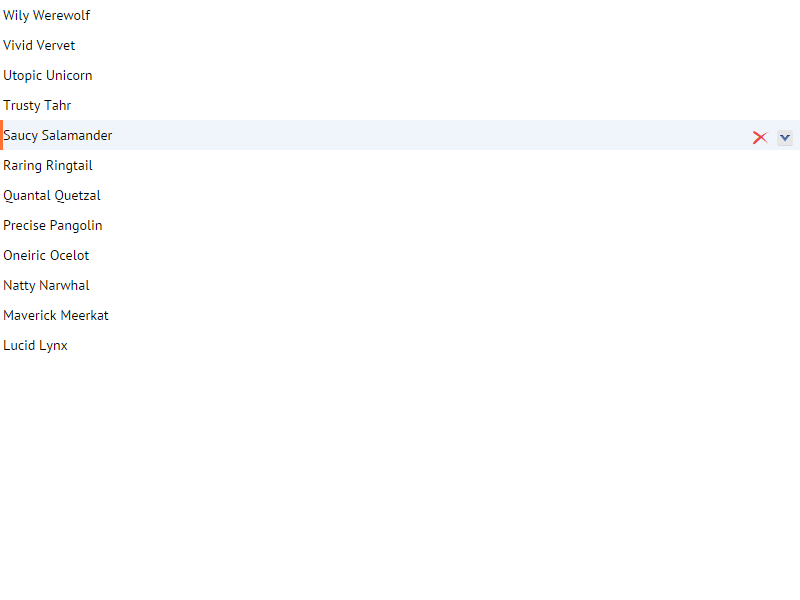 Wily Werewolf
Vivid Vervet
Utopic Unicorn
Trusty Tahr
Saucy Salamander
Raring Ringtail
Quantal Quetzal
Precise Pangolin
Oneiric Ocelot
Natty Narwhal
Maverick Meerkat
Lucid Lynx